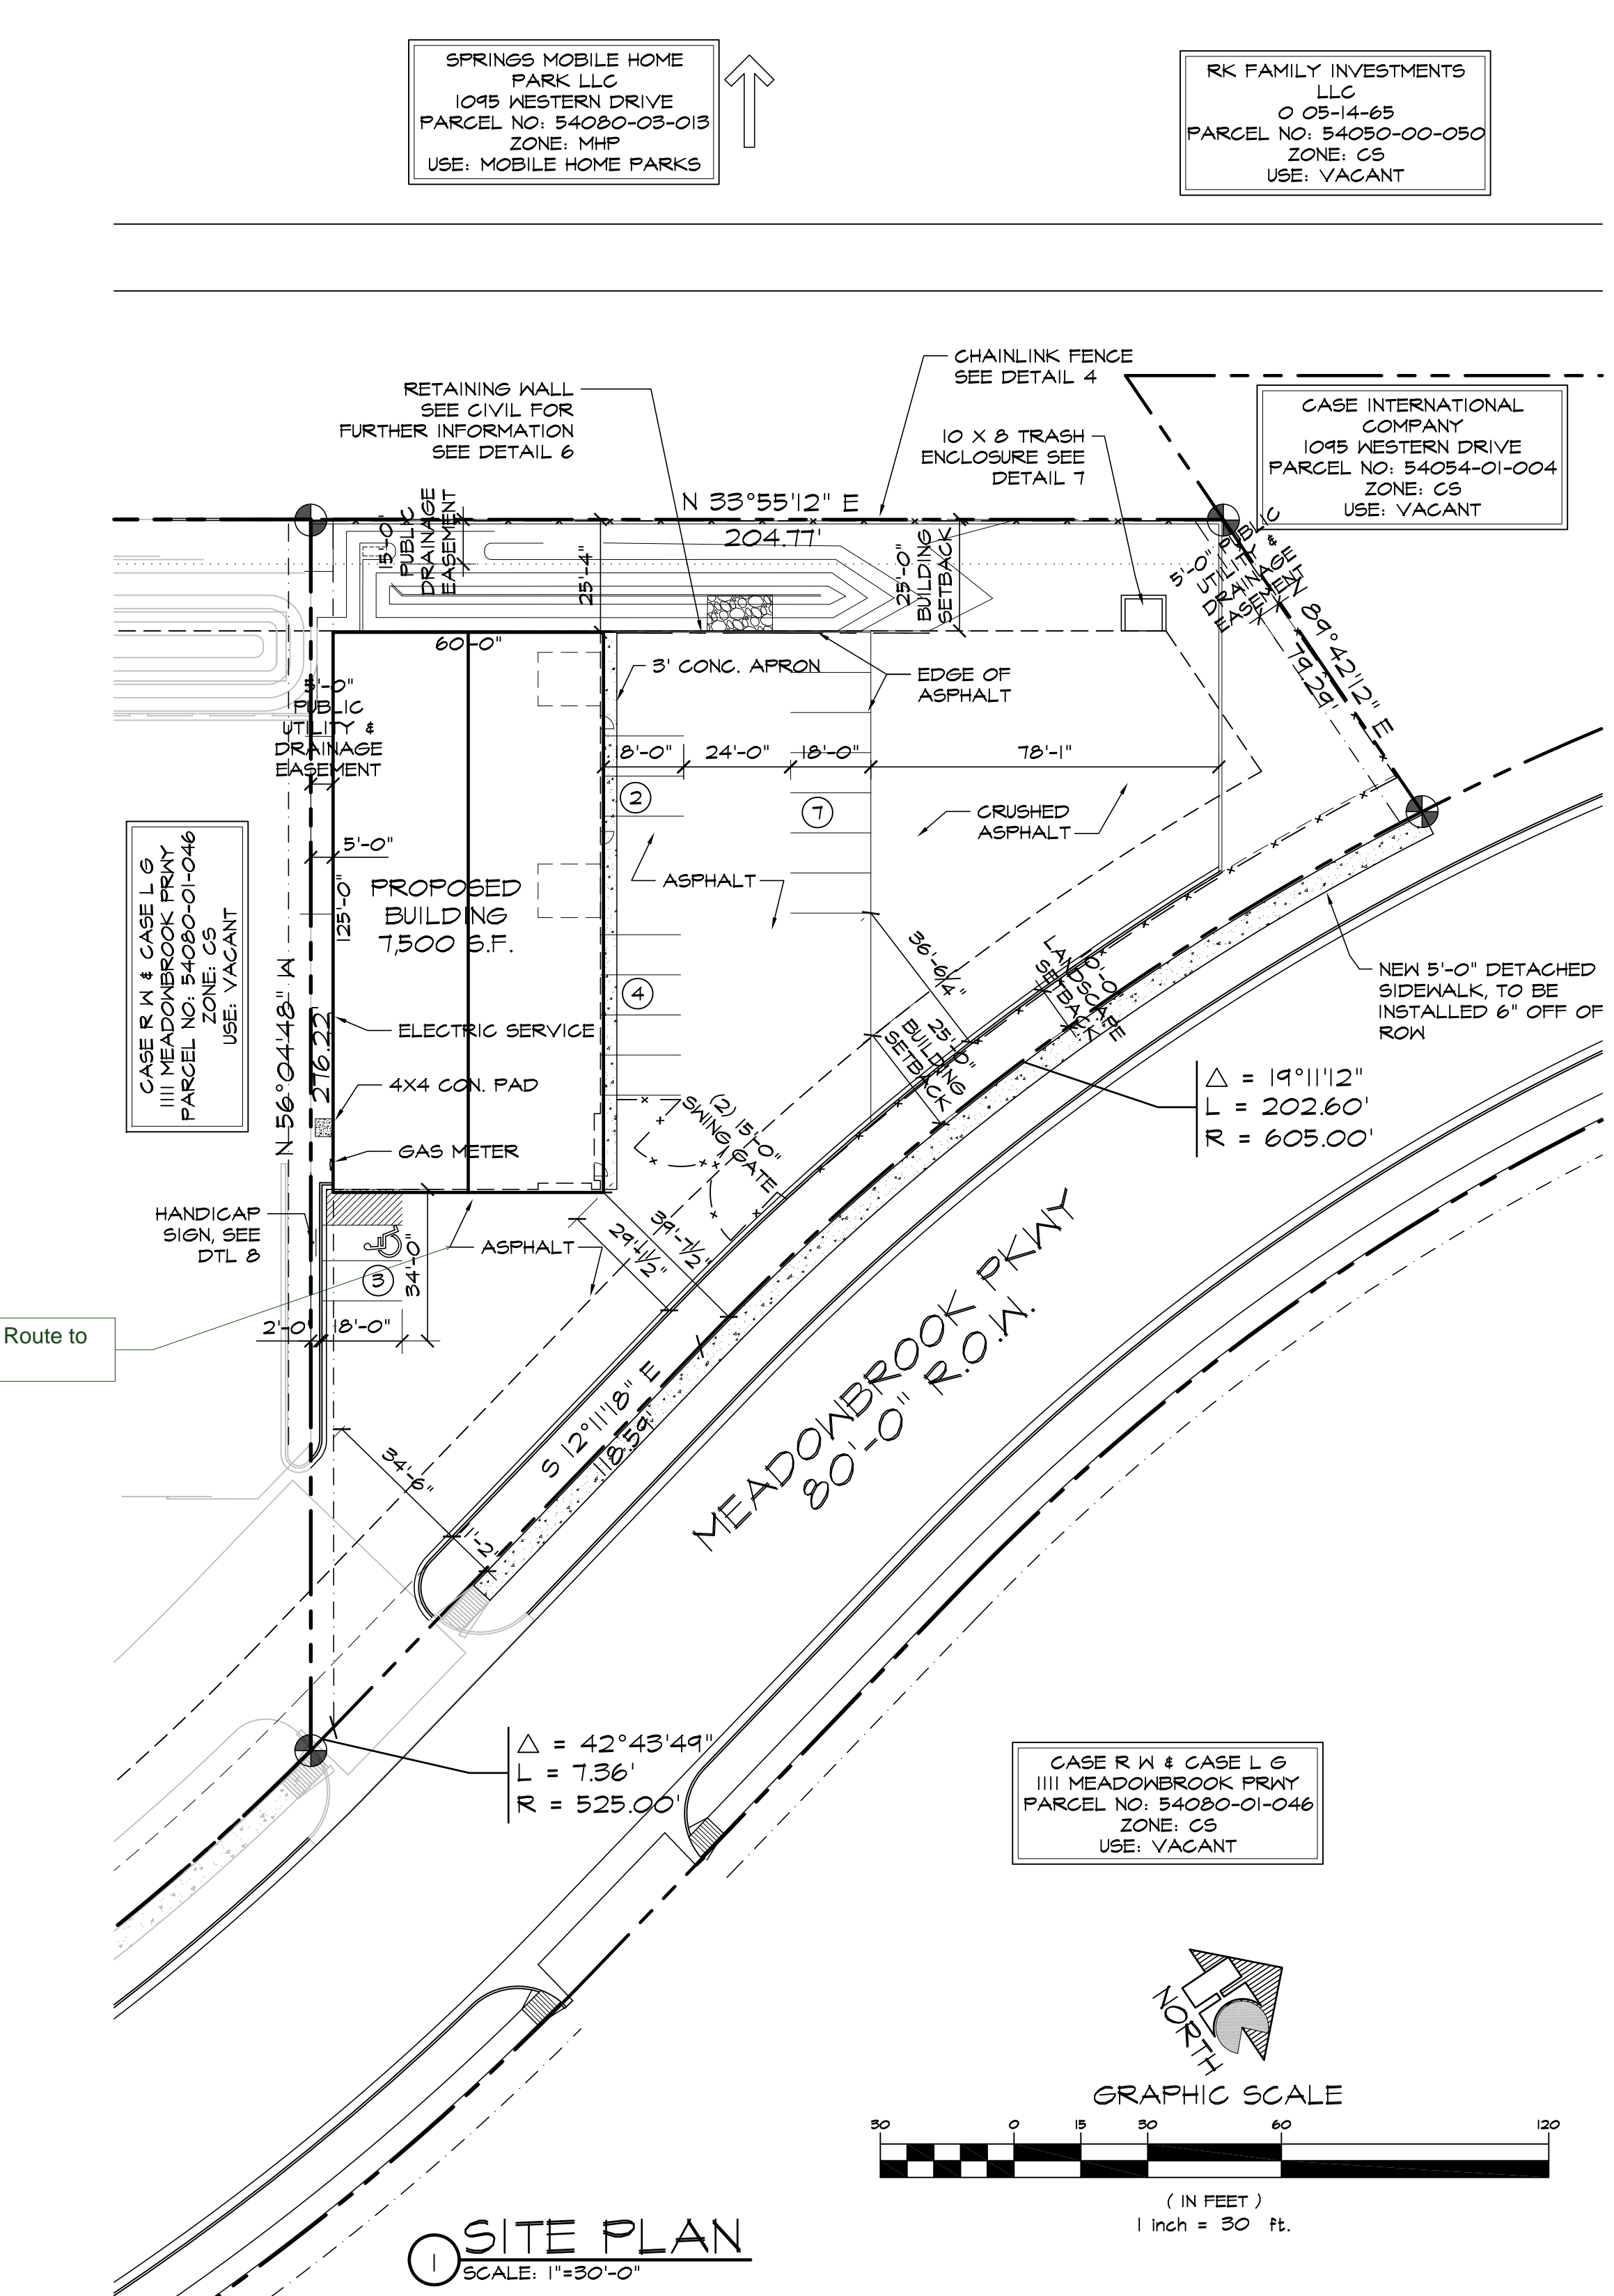 SPRINGS MOBILE HOME
PARK LLC
1095 WESTERN DRIVE
PARCEL NO: 54080-03-013
ZONE: MHP
USE: MOBILE HOME PARKS
RK FAMILY INVESTMENTS
LLC
0 05-14-65
PARCEL NO: 54050-00-050
ZONE: CS
USE: VACANT
CHAINLINK FENCE
SEE DETAIL 4
RETAINING WALL
SEE CIVIL FOR
FURTHER INFORMATION
SEE DETAIL 6
10 X 8 TRASH
ENCLOSURE SEE
DETAIL 7
CASE INTERNATIONAL
COMPANY
1095 WESTERN DRIVE
PARCEL NO: 54054-01-004
ZONE: CS
USE: VACANT
N 33°55'12" E
204.77'
15'-0"
PUBLIC
DRAINAGE
EASEMENT
25'-4"
25'-0"
BUILDING
SETBACK
5'-0" PUBLIC
UTILITY &
DRAINAGE
EASEMENT
N 89°42'12" E
79.29'
60'-0"
3' CONC. APRON
EDGE OF
ASPHALT
5'-0"
PUBLIC
UTILITY &
DRAINAGE
EASEMENT
18'-0"
24'-0"
18'-0"
78'-1"
2
7
CRUSHED
ASPHALT
5'-0"
125'-0"
PROPOSED
BUILDING
7,500 S.F.
ASPHALT
CASE R W & CASE L G
1111 MEADOWBROOK PRWY
PARCEL NO: 54080-01-046
ZONE: CS
USE: VACANT
N 56°04'48" W
276.22
4
36'-6¼"
10'-0"
LANDSCAPE
SETBACK
25'-0"
BUILDING
SETBACK
NEW 5'-0" DETACHED
SIDEWALK, TO BE
INSTALLED 6" OFF OF
ROW
ELECTRIC SERVICE
4X4 CON. PAD
GAS METER
(2) 15'-0"
SWING GATE
Δ = 19°11'12"
L = 202.60'
R = 605.00'
HANDICAP
SIGN, SEE
DTL 8
ASPHALT
34'-0"
3
2'-0"
18'-0"
29'-1½"
39'-7½"
Route to
MEADOWBROOK PKWY
80'-0" R.O.W.
S 12°11'18" E
118.59'
34'-6"
11'-2"
Δ = 42°43'49"
L = 7.36'
R = 525.00'
CASE R W & CASE L G
1111 MEADOWBROOK PRWY
PARCEL NO: 54080-01-046
ZONE: CS
USE: VACANT
NORTH
GRAPHIC SCALE
30 0 15 30 60 120
( IN FEET )
1 inch = 30 ft.
1 SITE PLAN
SCALE: 1"=30'-0"